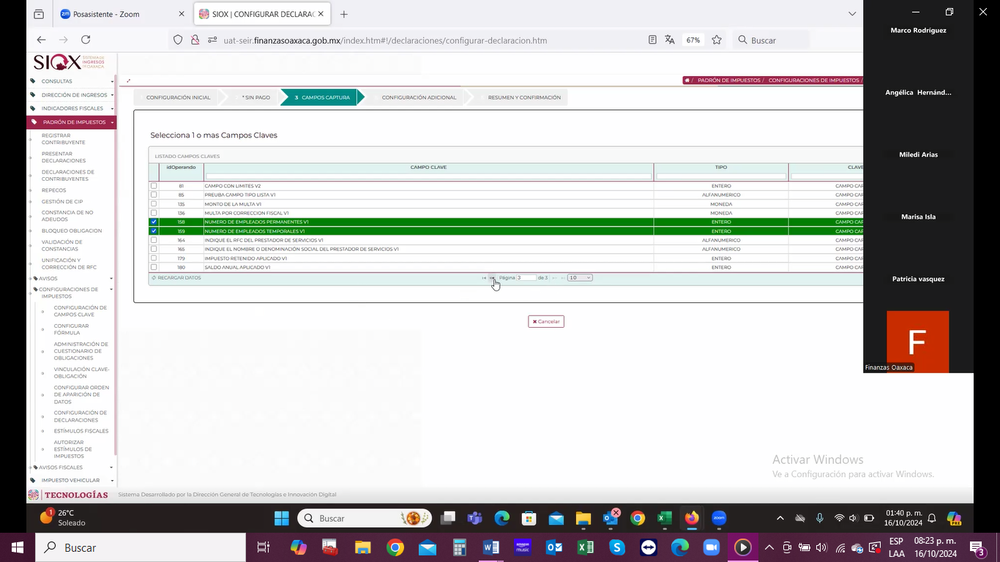 Posasistente - Zoom
SIOX | CONFIGURAR DECLARAC
uat-seir.finanzasoaxaca.gob.mx/index.htm#!/declaraciones/configurar-declaracion.htm
67%
Buscar
SIOX
SISTEMA DE
INGRESOS
DE OAXACA
CONSULTAS
DIRECCIÓN DE INGRESOS
INDICADORES FISCALES
PADRÓN DE IMPUESTOS
REGISTRAR
CONTRIBUYENTE
PRESENTAR
DECLARACIONES
DECLARACIONES DE
CONTRIBUYENTES
REPECOS
GESTIÓN DE CIP
CONSTANCIA DE NO
ADEUDOS
BLOQUEO OBLIGACION
VALIDACIÓN DE
CONSTANCIAS
UNIFICACIÓN Y
CORRECCIÓN DE RFC
AVISOS
CONFIGURACIONES DE
IMPUESTOS
CONFIGURACIÓN DE
CAMPOS CLAVE
CONFIGURAR
FÓRMULA
ADMINISTRACIÓN DE
CUESTIONARIO DE
OBLIGACIONES
VINCULACIÓN CLAVE-
OBLIGACIÓN
CONFIGURAR ORDEN
DE APARICIÓN DE
DATOS
CONFIGURACIÓN DE
DECLARACIONES
ESTÍMULOS FISCALES
AUTORIZAR
ESTÍMULOS DE
IMPUESTOS
AVISOS FISCALES
IMPUESTO VEHICULAR
PADRÓN DE IMPUESTOS / CONFIGURACIONES DE IMPUESTOS /
CONFIGURACIÓN INICIAL
* SIN PAGO
3 CAMPOS CAPTURA
CONFIGURACIÓN ADICIONAL
RESUMEN Y CONFIRMACIÓN
Selecciona 1 o mas Campos Claves
LISTADO CAMPOS CLAVES
idOperando CAMPO CLAVE TIPO CLAVE
81 CAMPO CON LIMITES V2 ENTERO CAMPO CAP
85 PREUBA CAMPO TIPO LISTA V1 ALFANUMERICO CAMPO CAP
135 MONTO DE LA MULTA V1 MONEDA CAMPO CAP
136 MULTA POR CORRECCION FISCAL V1 MONEDA CAMPO CAP
158 NUMERO DE EMPLEADOS PERMANENTES V1 ENTERO CAMPO CAP
159 NUMERO DE EMPLEADOS TEMPORALES V1 ENTERO CAMPO CAP
164 INDIQUE EL RFC DEL PRESTADOR DE SERVICIOS V1 ALFANUMERICO CAMPO CAP
165 INDIQUE EL NOMBRE O DENOMINACIÓN SOCIAL DEL PRESTADOR DE SERVICIOS V1 ALFANUMERICO CAMPO CAP
179 IMPUESTO RETENIDO APLICADO V1 ENTERO CAMPO CAP
180 SALDO ANUAL APLICADO V1 ENTERO CAMPO CAP
RECARGAR DATOS Página 3 de 3 10
Cancelar
Marco Rodríguez
Angélica Hernánd...
Miledi Arias
Marisa Isla
Patricia vasquez
F
Finanzas Oaxaca
Activar Windows
Ve a Configuración para activar Windows.
TECNOLOGÍAS
Sistema Desarrollado por la Dirección General de Tecnologías e Innovación Digital
1
26°C
Soleado
Buscar
PRE
01:40 p. m.
16/10/2024
Buscar
amazon
music
ESP
LAA
08:23 p. m.
16/10/2024
3